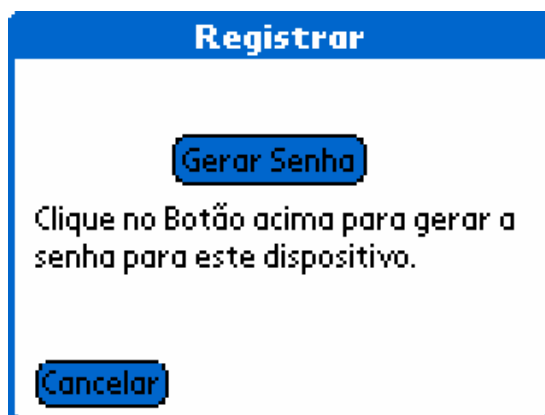 Registrar
Gerar Senha
Clique no Botão acima para gerar a
senha para este dispositivo.
Cancelar